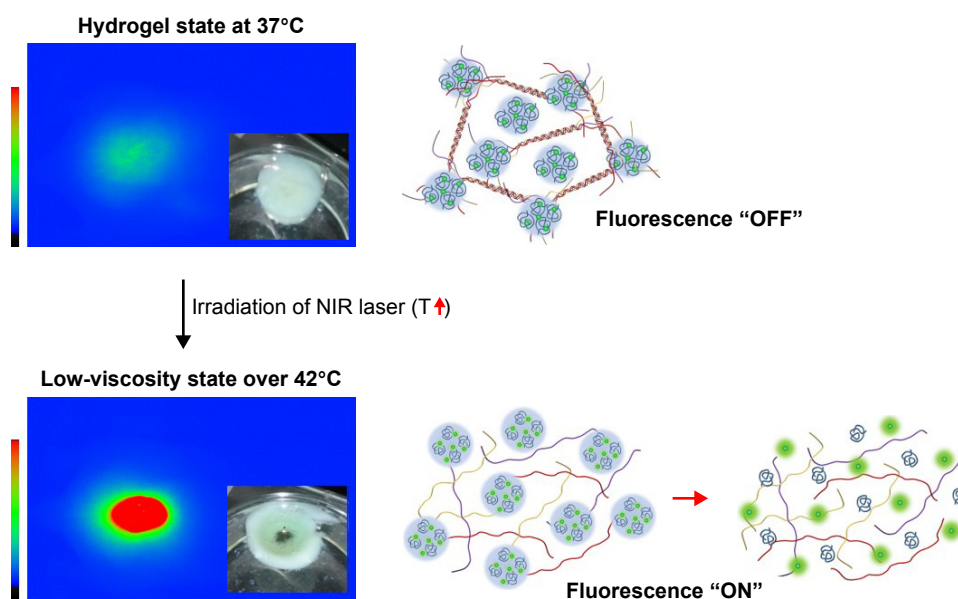 Hydrogel state at 37°C
Fluorescence “OFF”
Irradiation of NIR laser (T)
Low-viscosity state over 42°C
Fluorescence “ON”